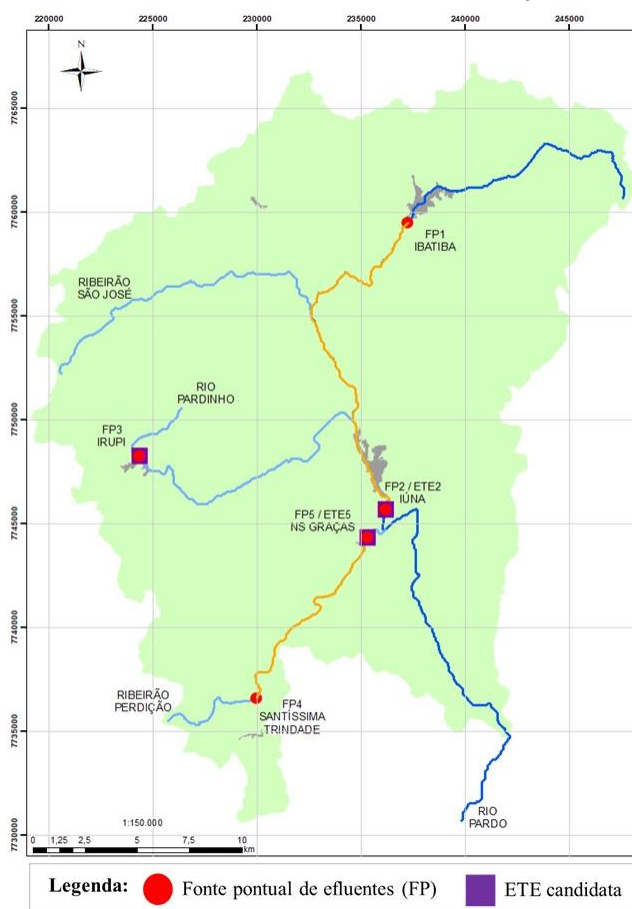 220000 225000 230000 235000 240000 245000
N
7765000
7760000
7755000
7750000
7745000
7740000
7735000
7730000
FP1
IBATIBA
RIBEIRÃO
SÃO JOSÉ
RIO
PARDINHO
FP3
IRUPI
FP2 / ETE2
IÚNA
FP5 / ETE5
NS GRAÇAS
RIBEIRÃO
PERDIÇÃO
FP4
SANTÍSSIMA
TRINDADE
RIO
PARDO
1:150.000
0 1,25 2,5 5 7,5 10
km
Legenda: Fonte pontual de efluentes (FP) ETE candidata